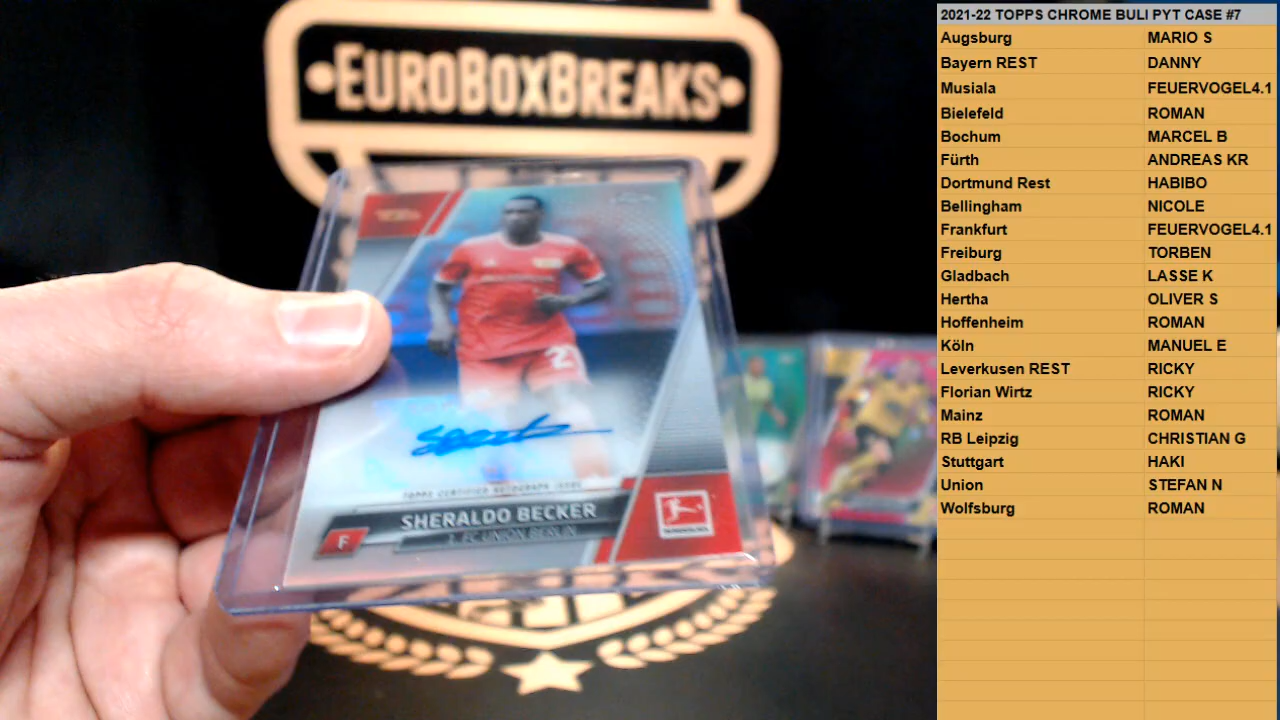 EUROBOXBREAKS
2
TOPPS CERTIFIED AUTOGRAPH ISSUE
SHERALDO BECKER
F
1. FC UNION BERLIN
2021-22 TOPPS CHROME BULI PYT CASE #7
Augsburg MARIO S
Bayern REST DANNY
Musiala FEUERVOGEL4.1
Bielefeld ROMAN
Bochum MARCEL B
Fürth ANDREAS KR
Dortmund Rest HABIBO
Bellingham NICOLE
Frankfurt FEUERVOGEL4.1
Freiburg TORBEN
Gladbach LASSE K
Hertha OLIVER S
Hoffenheim ROMAN
Köln MANUEL E
Leverkusen REST RICKY
Florian Wirtz RICKY
Mainz ROMAN
RB Leipzig CHRISTIAN G
Stuttgart HAKI
Union STEFAN N
Wolfsburg ROMAN